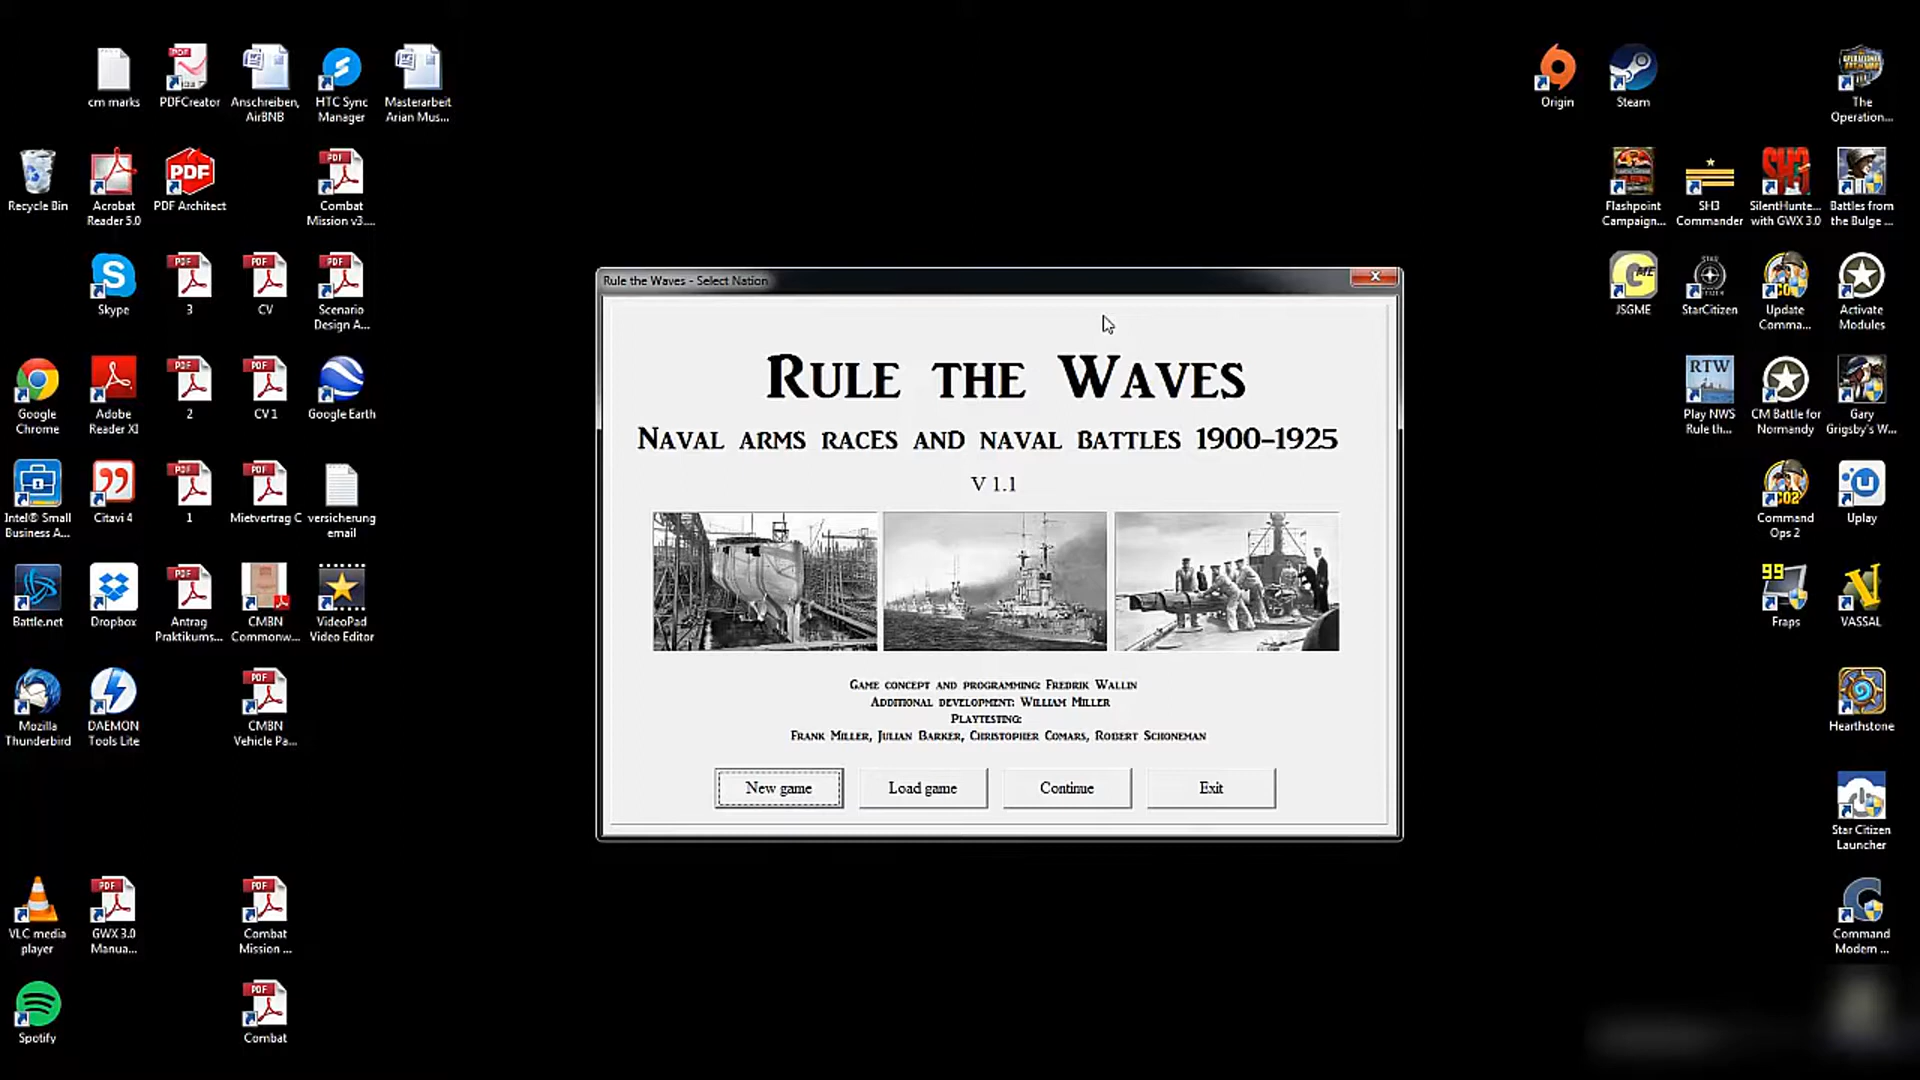 cm marks
PDFCreator
Anschreiben,
AirBNB
HTC Sync
Manager
Masterarbeit
Arian Mus...
Origin
Steam
The
Operation...
Recycle Bin
Acrobat
Reader 5.0
PDF Architect
Combat
Mission v3....
Flashpoint
Campaign...
SH3
Commander
SilentHunte...
with GWX 3.0
Battles from
the Bulge ...
Skype
3
CV
Scenario
Design A...
JSGME
StarCitizen
Update
Comma...
Activate
Modules
Google
Chrome
Adobe
Reader XI
2
CV 1
Google Earth
Play NWS
Rule th...
CM Battle for
Normandy
Gary
Grigsby's W...
Intel® Small
Business A...
Citavi 4
1
Mietvertrag C
versicherung
email
Command
Ops 2
Uplay
Battle.net
Dropbox
Antrag
Praktikums...
CMBN
Commonw...
VideoPad
Video Editor
Fraps
VASSAL
Mozilla
Thunderbird
DAEMON
Tools Lite
CMBN
Vehicle Pa...
Hearthstone
Star Citizen
Launcher
VLC media
player
GWX 3.0
Manua...
Combat
Mission ...
Command
Modern ...
Spotify
Combat
Rule the Waves - Select Nation
Rule the Waves
Naval arms races and naval battles 1900-1925
V 1.1
Game concept and programming: Fredrik Wallin
Additional development: William Miller
Playtesting:
Frank Miller, Julian Barker, Christopher Comars, Robert Schoneman
New game
Load game
Continue
Exit